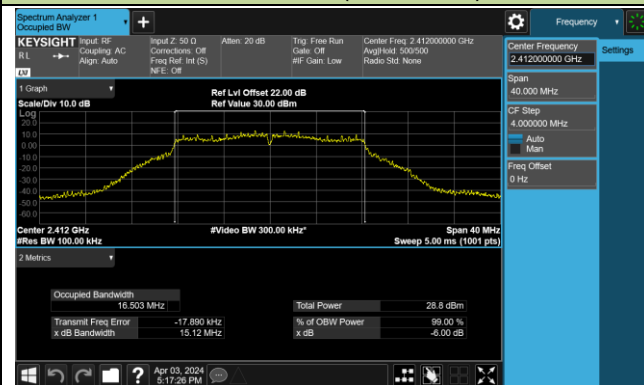 Spectrum Analyzer 1
Occupied BW
+
Frequency
KEYSIGHT
Input: RF
Input Z: 50 Ω
Atten: 20 dB
Trig: Free Run
Center Freq: 2.412000000 GHz
RL
Coupling: AC
Corrections: Off
Gate: Off
Avg|Hold: 500/500
Align: Auto
Freq Ref: Int (S)
#IF Gain: Low
Radio Std: None
NFE: Off
Center Frequency
2.412000000 GHz
Settings
Span
40.000 MHz
CF Step
4.000000 MHz
Auto
Man
Freq Offset
0 Hz
1 Graph
Scale/Div 10.0 dB
Ref Lvl Offset 22.00 dB
Ref Value 30.00 dBm
Log
20.0
10.0
0.00
-10.0
-20.0
-30.0
-40.0
-50.0
-60.0
Center 2.412 GHz
#Video BW 300.00 kHz*
Span 40 MHz
#Res BW 100.00 kHz
Sweep 5.00 ms (1001 pts)
2 Metrics
Occupied Bandwidth
16.503 MHz
Total Power
28.8 dBm
Transmit Freq Error
-17.890 kHz
% of OBW Power
99.00 %
x dB Bandwidth
15.12 MHz
x dB
-6.00 dB
?
Apr 03, 2024
5:17:26 PM